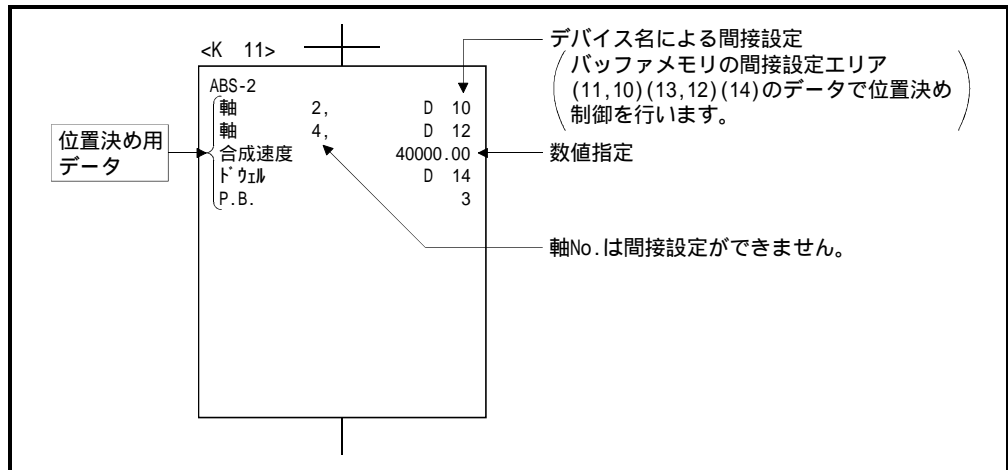 <K 11>
ABS-2
軸 2, D 10
軸 4, D 12
合成速度 40000.00
ﾄﾞｳｪﾙ D 14
P.B. 3
位置決め用
データ
デバイス名による間接設定
バッファメモリの間接設定エリア
(11,10)(13,12)(14)のデータで位置決め
制御を行います。
数値指定
軸No.は間接設定ができません。